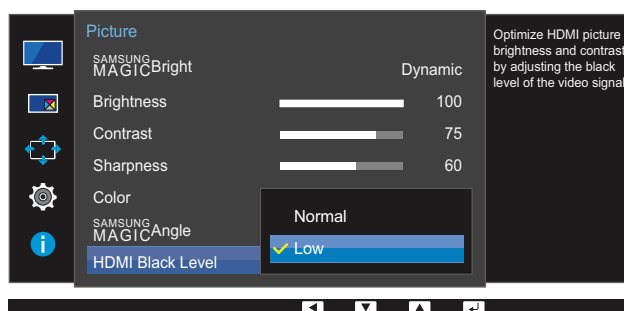 Picture
SAMSUNG
MAGICBright Dynamic
Brightness 100
Contrast 75
Sharpness 60
Color
SAMSUNG
MAGICAngle
HDMI Black Level
Normal
Low
Optimize HDMI picture
brightness and contrast
by adjusting the black
level of the video signal
i